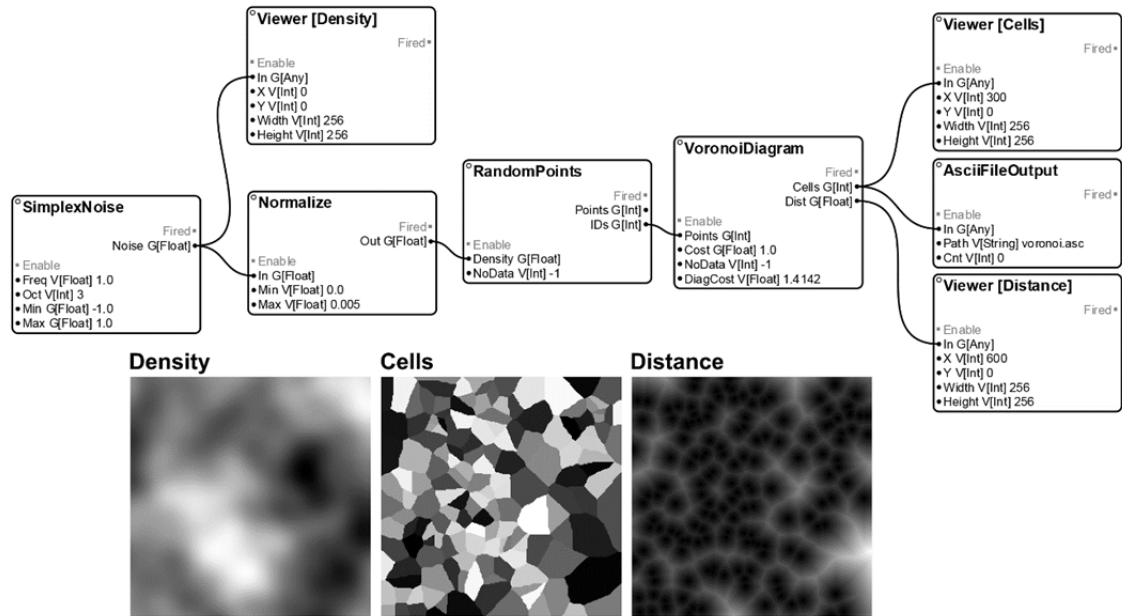 Viewer [Density]
Fired
Enable
In G[Any]
X V[Int] 0
Y V[Int] 0
Width V[Int] 256
Height V[Int] 256
SimplexNoise
Fired
Noise G[Float]
Enable
Freq V[Float] 1.0
Oct V[Int] 3
Min G[Float] -1.0
Max G[Float] 1.0
Normalize
Fired
Out G[Float]
Enable
In G[Float]
Min V[Float] 0.0
Max V[Float] 0.005
RandomPoints
Fired
Points G[Int]
IDs G[Int]
Enable
Density G[Float]
NoData V[Int] -1
VoronoiDiagram
Fired
Cells G[Int]
Dist G[Float]
Enable
Points G[Int]
Cost G[Float] 1.0
NoData V[Int] -1
DiagCost V[Float] 1.4142
Viewer [Cells]
Fired
Enable
In G[Any]
X V[Int] 300
Y V[Int] 0
Width V[Int] 256
Height V[Int] 256
AsciiFileOutput
Fired
Enable
In G[Any]
Path V[String] voronoi.asc
Cnt V[Int] 0
Viewer [Distance]
Fired
Enable
In G[Any]
X V[Int] 600
Y V[Int] 0
Width V[Int] 256
Height V[Int] 256
Density
Cells
Distance